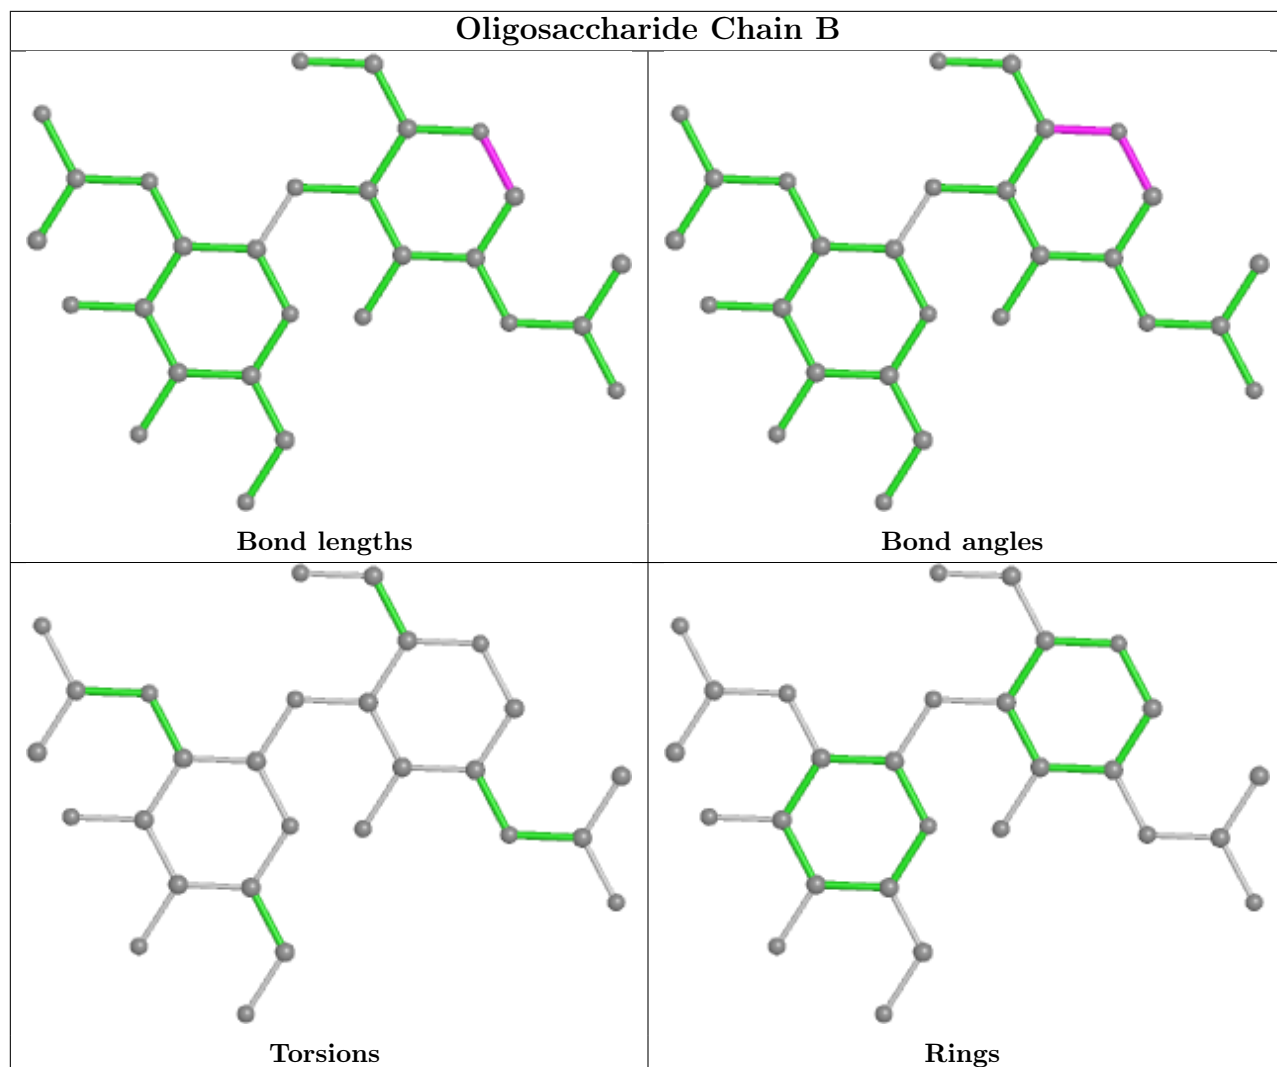 Oligosaccharide Chain B
Bond lengths
Bond angles
Torsions
Rings